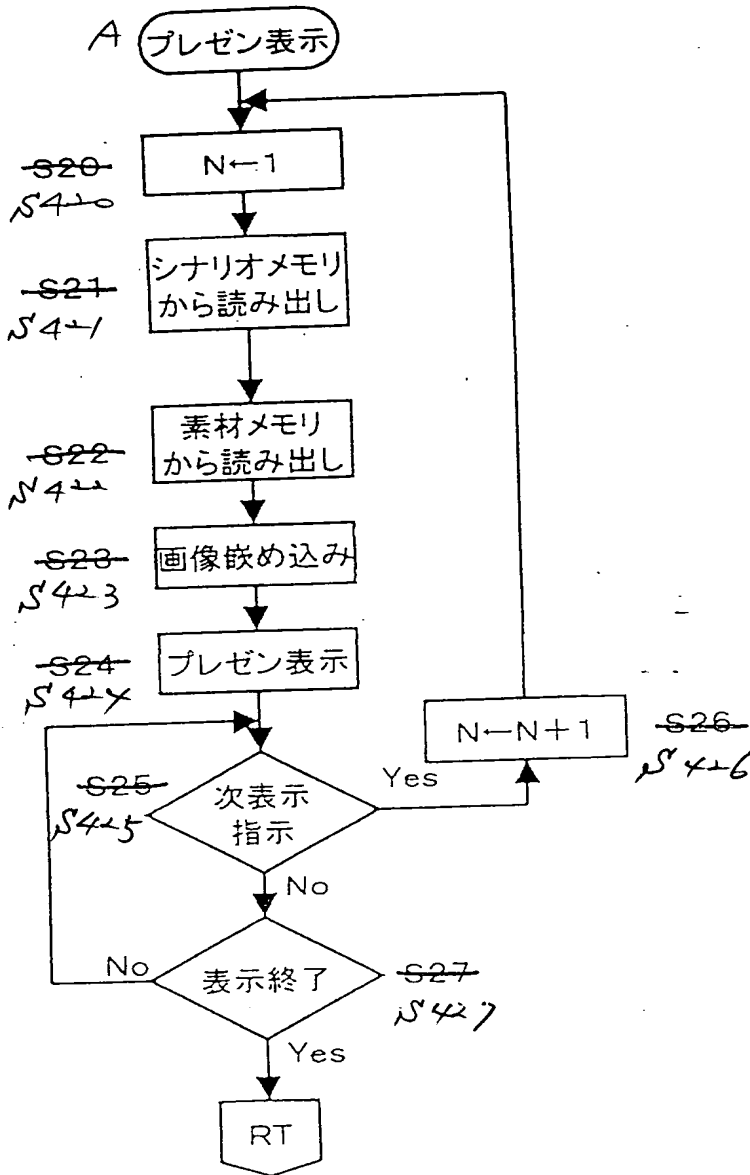 A
プレゼン表示
S20
S420
N←1
S21
S421
シナリオメモリ
から読み出し
S22
S422
素材メモリ
から読み出し
S23
S423
画像嵌め込み
S24
S424
プレゼン表示
N←N+1
S26
S426
S25
S425
次表示
指示
Yes
No
表示終了
No
S27
S427
Yes
RT